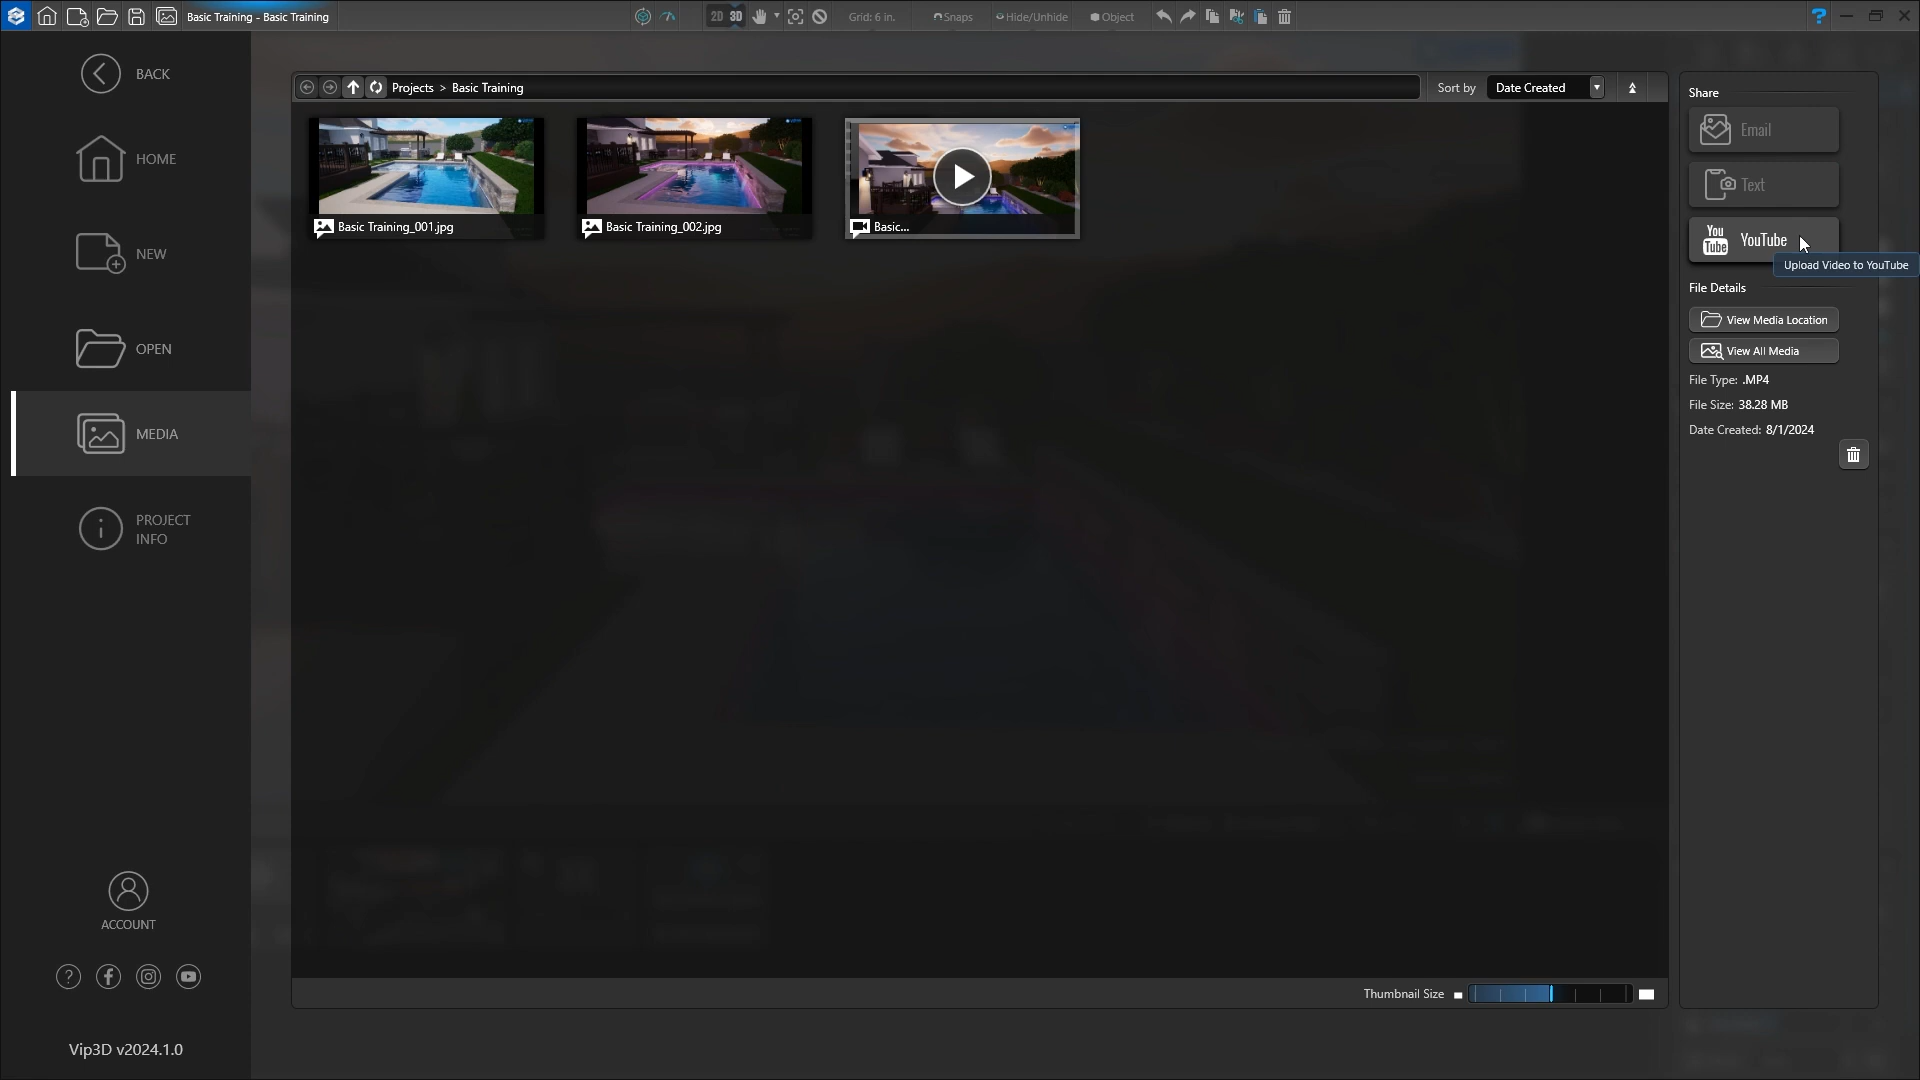 Basic Training - Basic Training
2D 3D
Grid: 6 in.
Snaps
Hide/Unhide
Object
?
BACK
HOME
NEW
OPEN
MEDIA
PROJECT
INFO
ACCOUNT
?
Vip3D v2024.1.0
Projects > Basic Training
Sort by
Date Created
Basic Training_001.jpg
Basic Training_002.jpg
Basic...
Thumbnail Size
Share
Email
Text
You
Tube
YouTube
Upload Video to YouTube
File Details
View Media Location
View All Media
File Type: .MP4
File Size: 38.28 MB
Date Created: 8/1/2024